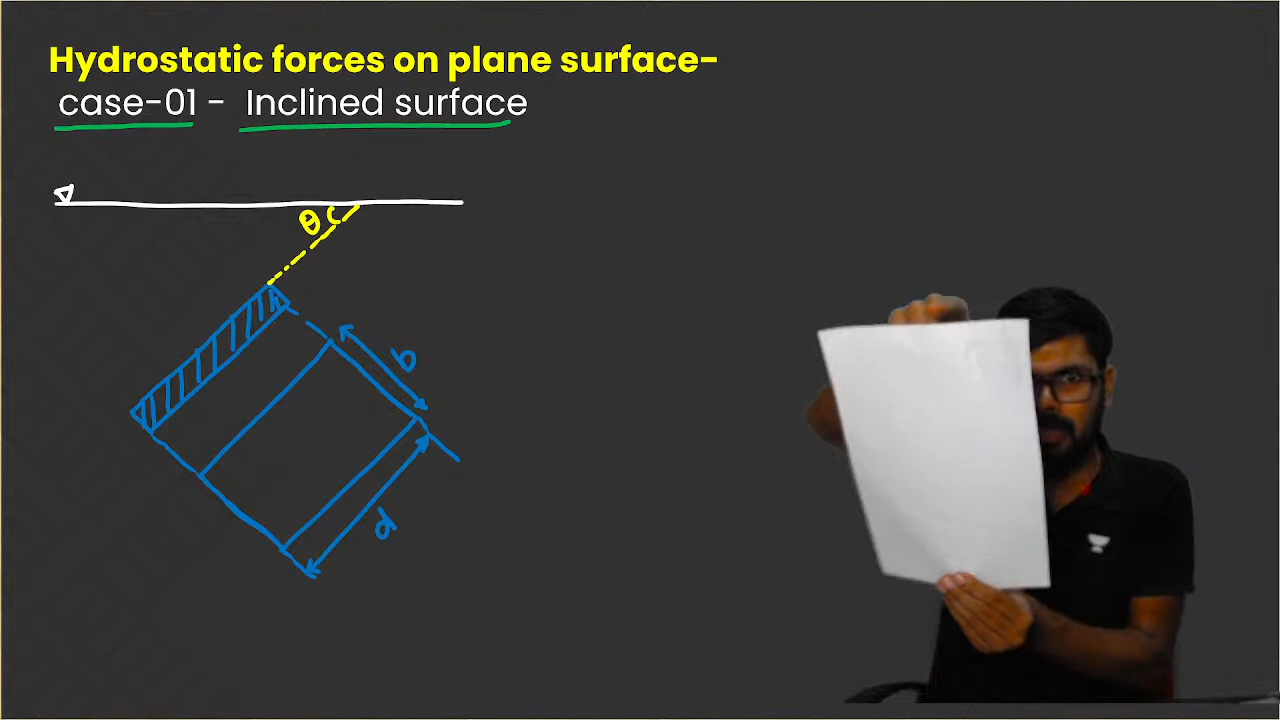 Hydrostatic forces on plane surface-
case-01 - Inclined surface
θ
b
d